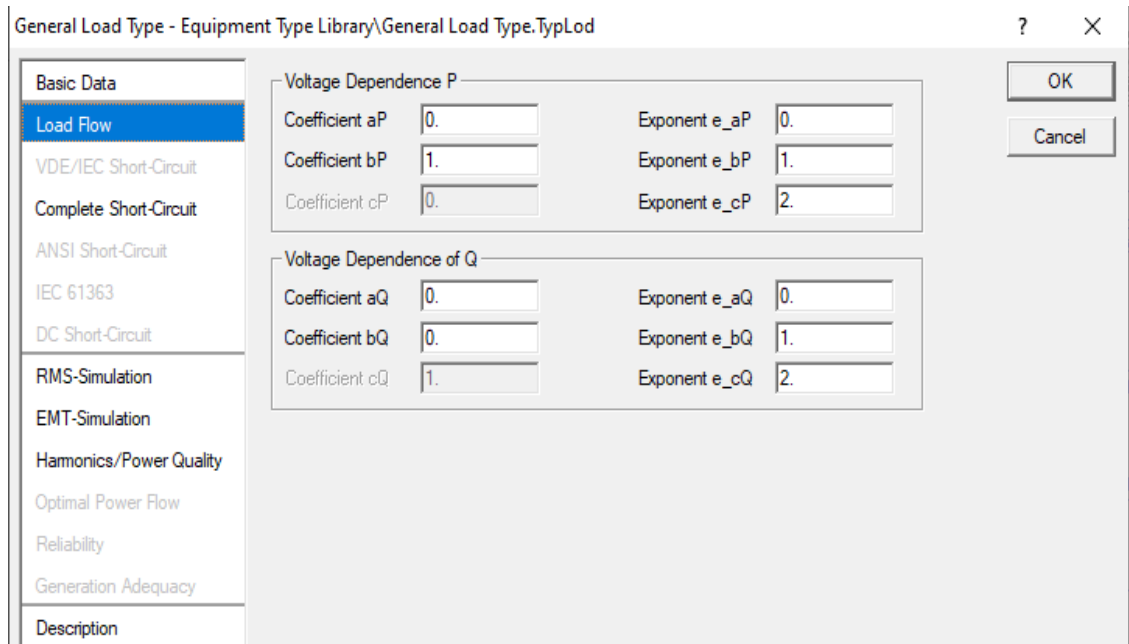 General Load Type - Equipment Type Library\General Load Type.TypLod ?
Basic Data
Load Flow
VDE/IEC Short-Circuit
Complete Short-Circuit
ANSI Short-Circuit
IEC 61363
DC Short-Circuit
RMS-Simulation
EMT-Simulation
Harmonics/Power Quality
Optimal Power Flow
Reliability
Generation Adequacy
Description
Voltage Dependence P
Coefficient aP 0. Exponent e_aP 0.
Coefficient bP 1. Exponent e_bP 1.
Coefficient cP 0. Exponent e_cP 2.
Voltage Dependence of Q
Coefficient aQ 0. Exponent e_aQ 0.
Coefficient bQ 0. Exponent e_bQ 1.
Coefficient cQ 1. Exponent e_cQ 2.
OK
Cancel